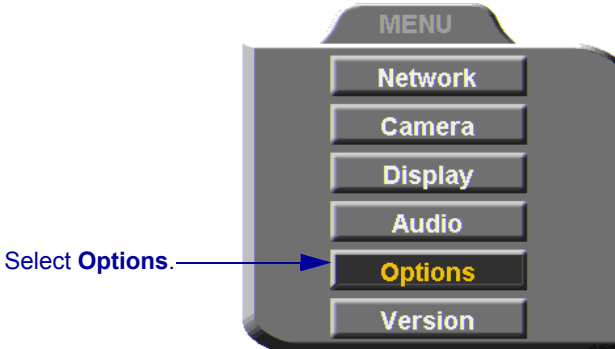 MENU
Network
Camera
Display
Audio
Select Options.
Options
Version